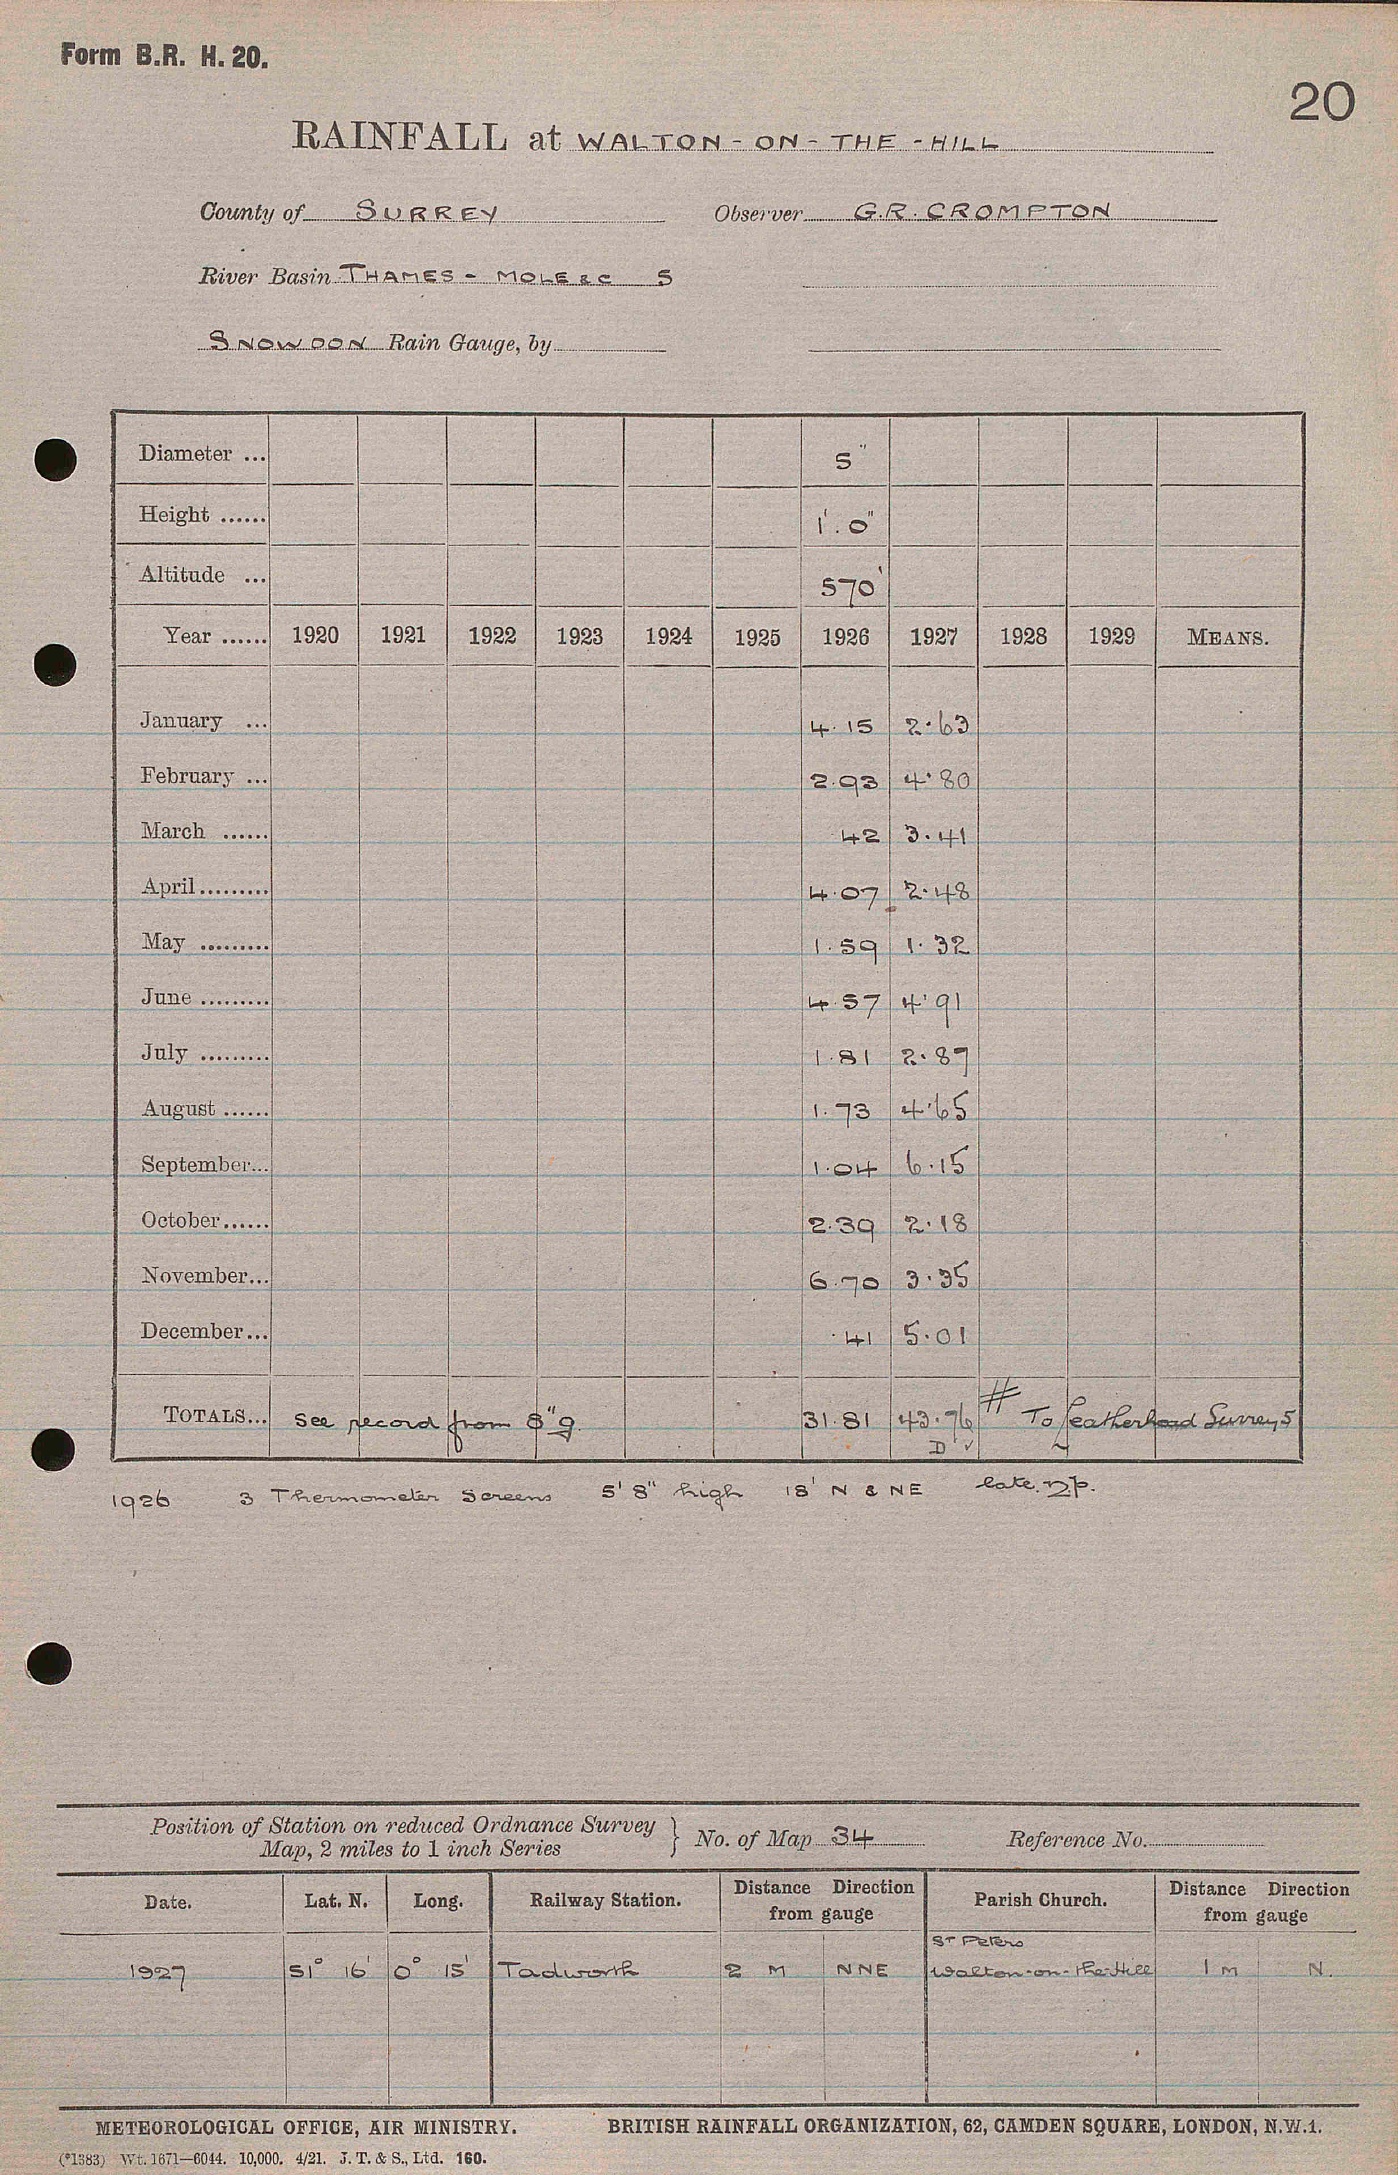 Form B.R. H. 20.
20
RAINFALL at WALTON-ON-THE-HILL
County of SURREY Observer G.R. CROMPTON
River Basin THAMES - MOLE & C 5
SNOWDON Rain Gauge, by
Diameter ... 5"
Height ...... 1'.0"
Altitude ... 570'
Year ...... 1920 1921 1922 1923 1924 1925 1926 1927 1928 1929 MEANS.
January ... 4.15 2.63
February ... 2.93 4.80
March ...... 42 3.41
April......... 4.07 2.48
May ......... 1.59 1.32
June ......... 4.57 4.91
July ......... 1.81 2.87
August ...... 1.73 4.65
September... 1.04 6.15
October...... 2.39 2.18
November... 6.70 3.35
December... .41 5.01
TOTALS... See record from 8" g. 31.81 43.76 # To Leatherhead Surrey 5
D ✓
1926 3 Thermometer Screens 5' 8" high 18' N & NE late. np.
Position of Station on reduced Ordnance Survey
Map, 2 miles to 1 inch Series } No. of Map 34 Reference No.
Date. Lat. N. Long. Railway Station. Distance Direction from gauge Parish Church. Distance Direction from gauge
St Peters
1927 51° 16' 0° 15' Tadworth 2 M NNE Walton-on-the-Hill 1 m N.
METEOROLOGICAL OFFICE, AIR MINISTRY. BRITISH RAINFALL ORGANIZATION, 62, CAMDEN SQUARE, LONDON, N.W.1.
(*1383) Wt. 1671—6044. 10,000. 4/21. J. T. & S., Ltd. 160.